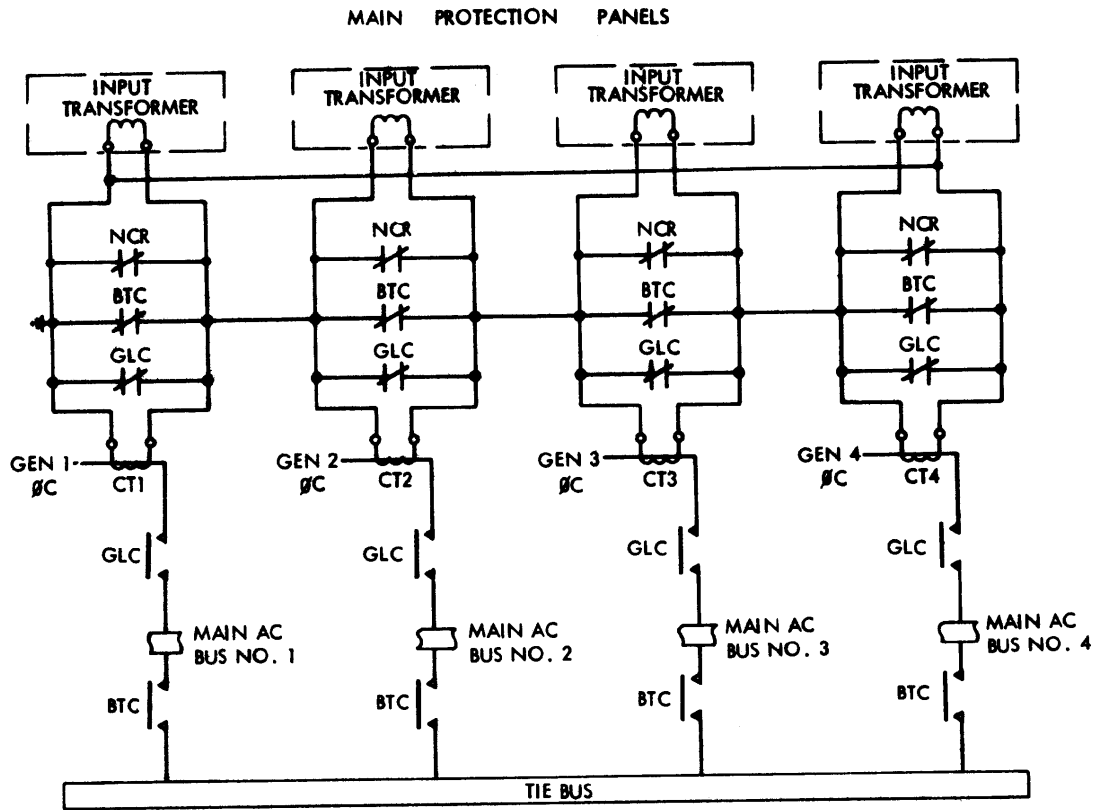 MAIN PROTECTION PANELS
INPUT TRANSFORMER
INPUT TRANSFORMER
INPUT TRANSFORMER
INPUT TRANSFORMER
NCR
NCR
NCR
NCR
BTC
BTC
BTC
BTC
GLC
GLC
GLC
GLC
GEN 1
ØC
CT1
GEN 2
ØC
CT2
GEN 3
ØC
CT3
GEN 4
ØC
CT4
GLC
GLC
GLC
GLC
MAIN AC
BUS NO. 1
MAIN AC
BUS NO. 2
MAIN AC
BUS NO. 3
MAIN AC
BUS NO. 4
BTC
BTC
BTC
BTC
TIE BUS